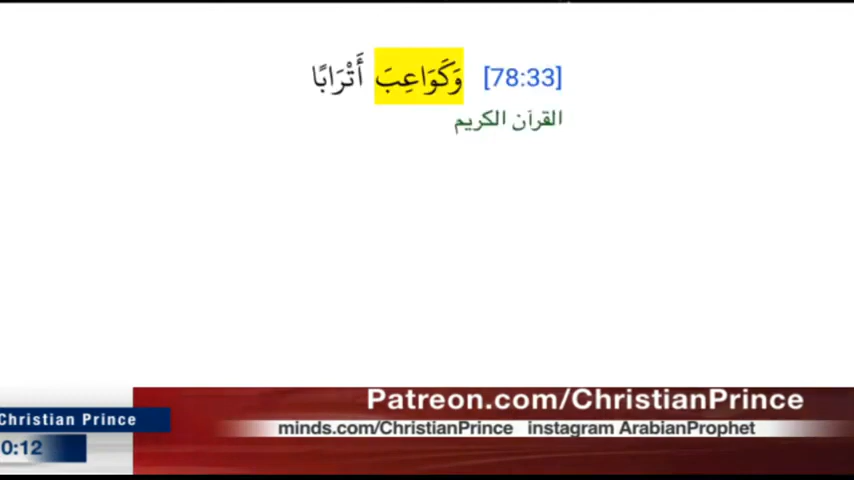 [78:33] وَكَوَاعِبَ أَتْرَابًا
القرآن الكريم
Patreon.com/ChristianPrince
Christian Prince
minds.com/ChristianPrince instagram ArabianProphet
0:12